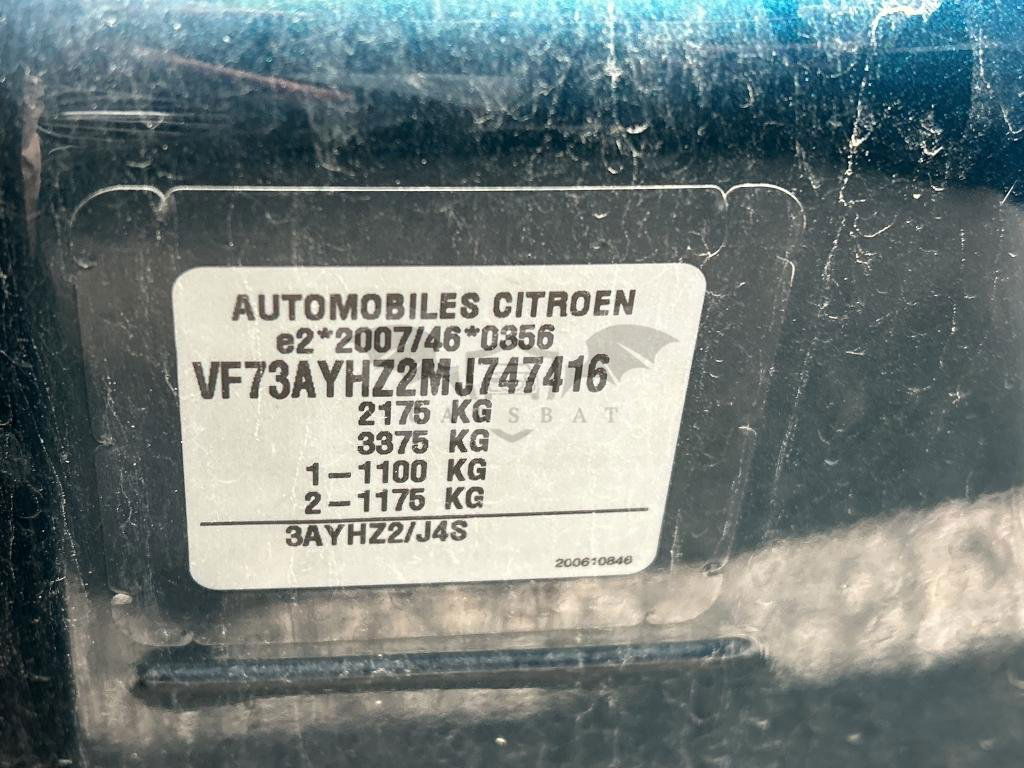 AUTOMOBILES CITROEN
e2*2007/46*0356
VF73AYHZ2MJ747416
2175 KG
3375 KG
1-1100 KG
2-1175 KG
3AYHZ2/J4S
200610846